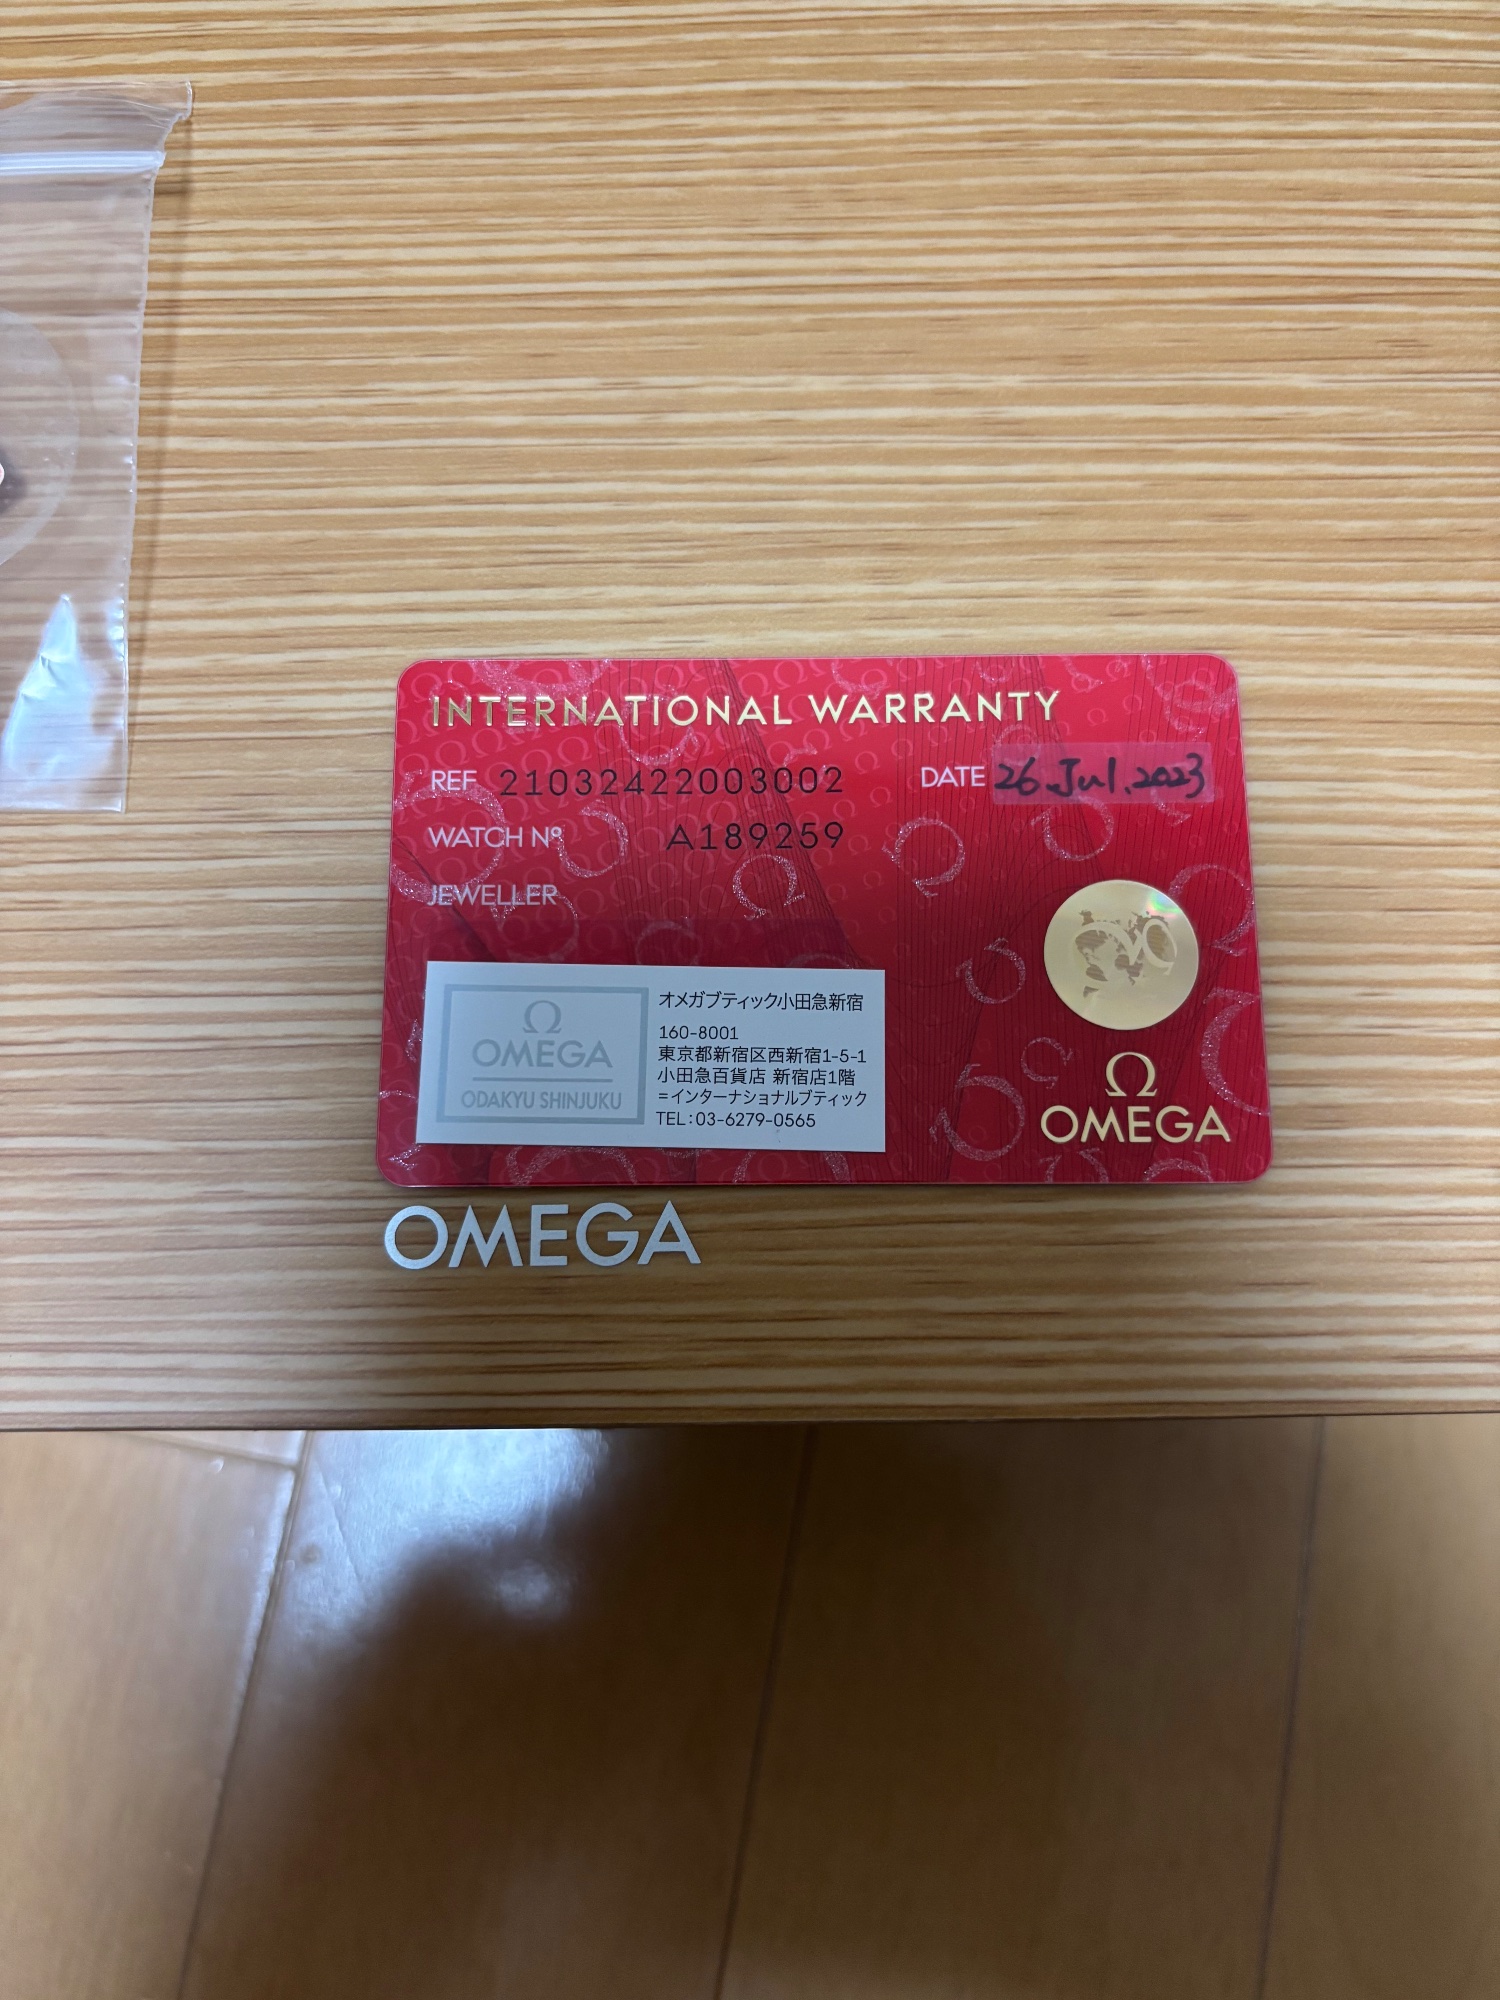 INTERNATIONAL WARRANTY
REF 21032422003002 DATE 26 Jul. 2023
WATCH Nº A189259
JEWELLER
Ω
OMEGA
ODAKYU SHINJUKU
オメガブティック小田急新宿
160-8001
東京都新宿区西新宿1-5-1
小田急百貨店 新宿店1階
=インターナショナルブティック
TEL:03-6279-0565
Ω
OMEGA
OMEGA